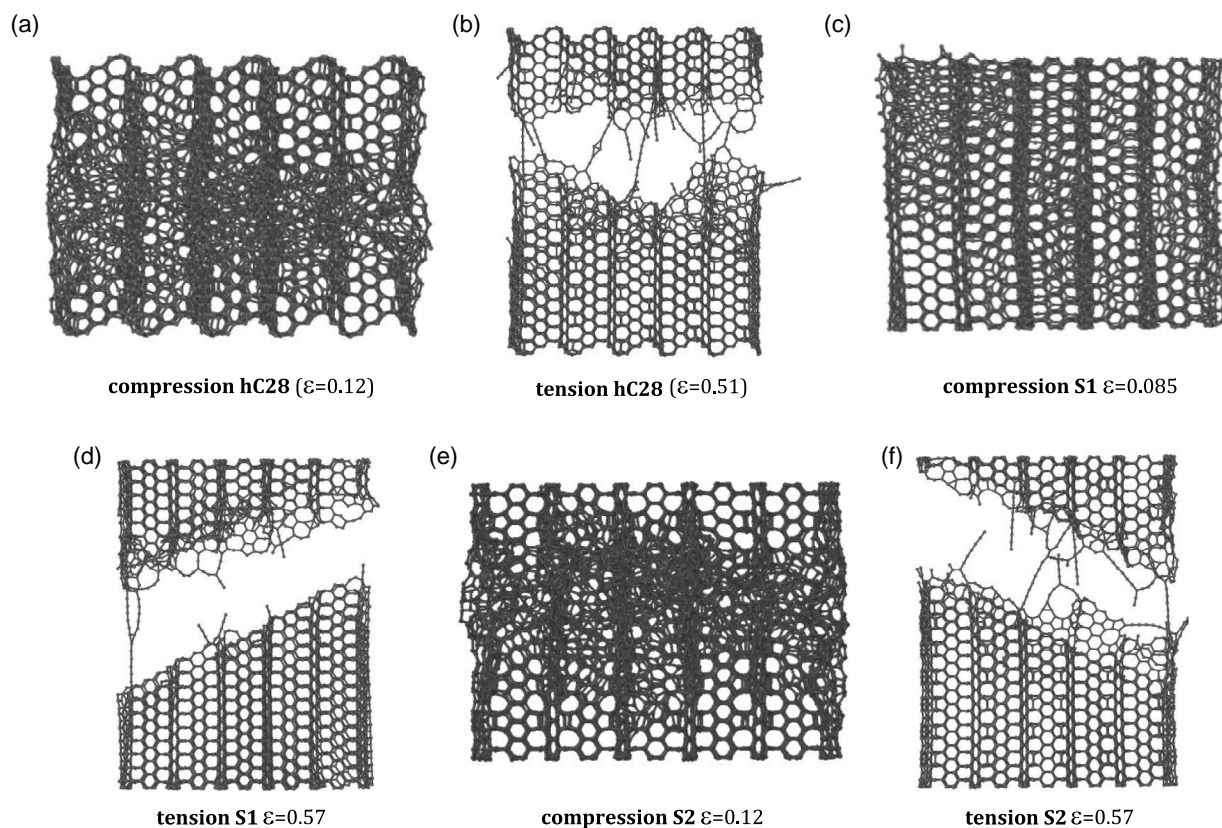 (a)
(b)
(c)
compression hC28 (ε=0.12)
tension hC28 (ε=0.51)
compression S1 ε=0.085
(d)
(e)
(f)
tension S1 ε=0.57
compression S2 ε=0.12
tension S2 ε=0.57